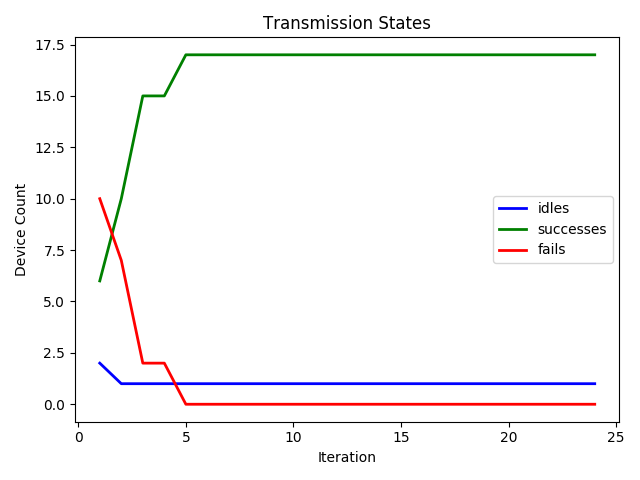 Transmission States
Device Count
17.5
15.0
12.5
10.0
7.5
5.0
2.5
0.0
idles
successes
fails
0 5 10 15 20 25
Iteration